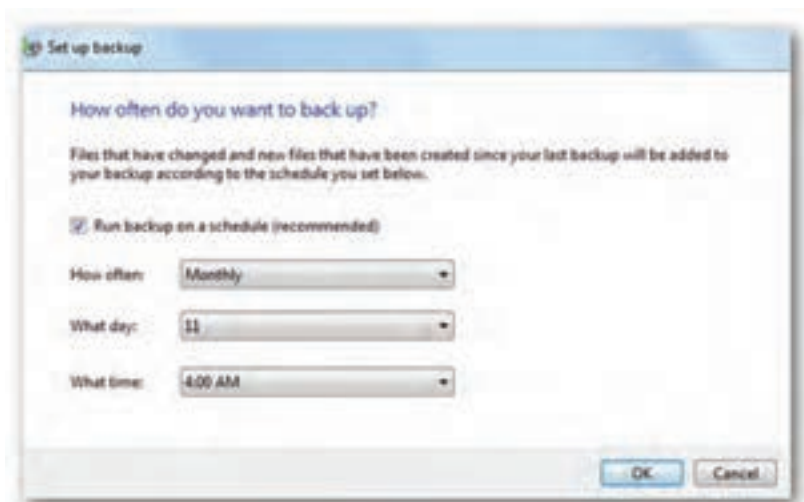 Set up backup
How often do you want to back up?
Files that have changed and new files that have been created since your last backup will be added to
your backup according to the schedule you set below.
Run backup on a schedule (recommended)
How often: Monthly
What day: 11
What time: 4:00 AM
OK Cancel